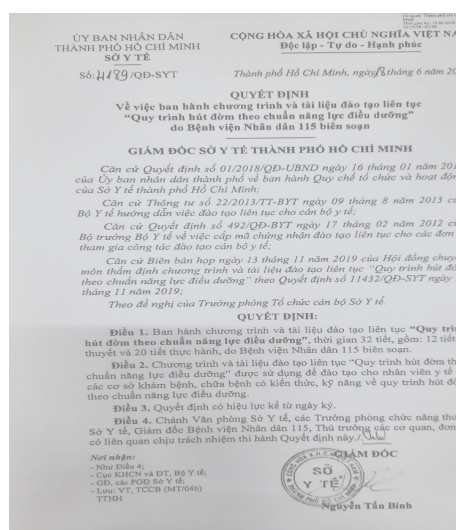 ỦY BAN NHÂN DÂN
THÀNH PHỐ HỒ CHÍ MINH
SỞ Y TẾ
Số: 4189/QĐ-SYT
CỘNG HÒA XÃ HỘI CHỦ NGHĨA VIỆT NA
Độc lập - Tự do - Hạnh phúc
Thành phố Hồ Chí Minh, ngày tháng 6 năm 20
QUYẾT ĐỊNH
Về việc ban hành chương trình và tài liệu đào tạo liên tục
“Quy trình hút đờm theo chuẩn năng lực điều dưỡng”
do Bệnh viện Nhân dân 115 biên soạn
GIÁM ĐỐC SỞ Y TẾ THÀNH PHỐ HỒ CHÍ MINH
Căn cứ Quyết định số 01/2018/QĐ-UBND ngày 16 tháng 01 năm 201
của Ủy ban nhân dân thành phố về ban hành Quy chế tổ chức và hoạt độn
của Sở Y tế thành phố Hồ Chí Minh;
Căn cứ Thông tư số 22/2013/TT-BYT ngày 09 tháng 8 năm 2013 củ
Bộ Y tế hướng dẫn việc đào tạo liên tục cho cán bộ y tế;
Căn cứ Quyết định số 492/QĐ-BYT ngày 17 tháng 02 năm 2012 củ
Bộ trưởng Bộ Y tế về việc cấp mã chứng nhận đào tạo liên tục cho các đơn
tham gia công tác đào tạo cán bộ y tế;
Căn cứ Biên bản họp ngày 13 tháng 11 năm 2019 của Hội đồng chuyê
môn thẩm định chương trình và tài liệu đào tạo liên tục “Quy trình hút đờ
theo chuẩn năng lực điều dưỡng” theo Quyết định số 11432/QĐ-SYT ngày
tháng 11 năm 2019;
Theo đề nghị của Trưởng phòng Tổ chức cán bộ Sở Y tế.
QUYẾT ĐỊNH:
Điều 1. Ban hành chương trình và tài liệu đào tạo liên tục “Quy trìn
hút đờm theo chuẩn năng lực điều dưỡng”, thời gian 32 tiết, gồm: 12 tiết
thuyết và 20 tiết thực hành, do Bệnh viện Nhân dân 115 biên soạn.
Điều 2. Chương trình và tài liệu đào tạo liên tục “Quy trình hút đờm th
chuẩn năng lực điều dưỡng” được sử dụng để đào tạo cho nhân viên y tế
các cơ sở khám bệnh, chữa bệnh có kiến thức, kỹ năng về quy trình hút đ
theo chuẩn năng lực điều dưỡng.
Điều 3. Quyết định có hiệu lực kể từ ngày ký.
Điều 4. Chánh Văn phòng Sở Y tế, các Trưởng phòng chức năng thu
Sở Y tế, Giám đốc Bệnh viện Nhân dân 115, Thủ trưởng các cơ quan, đơn
có liên quan chịu trách nhiệm thi hành Quyết định này./.
Nơi nhận:
- Như Điều 4;
- Cục KHCN và ĐT, Bộ Y tế;
- GĐ, các PGĐ Sở Y tế;
- Lưu: VT, TCCB (MT/04b)
TTHH
GIÁM ĐỐC
SỞ
Y TẾ
Nguyễn Tấn Bỉnh